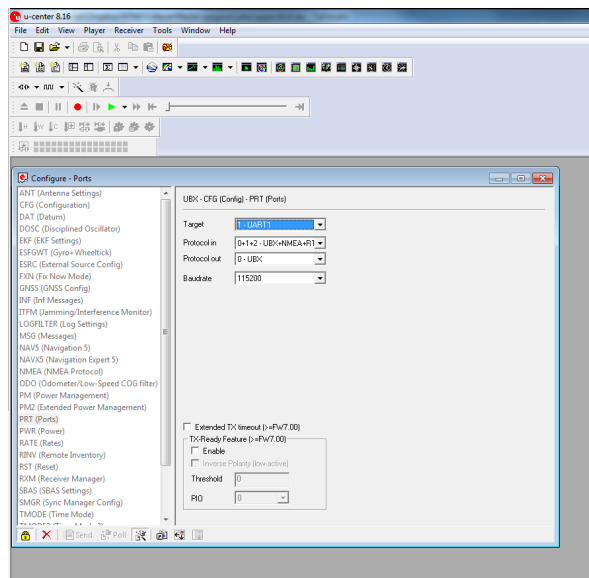 u-center 8.16
File Edit View Player Receiver Tools Window Help
Configure - Ports
ANT (Antenna Settings)
CFG (Configuration)
DAT (Datum)
DOSC (Disciplined Oscillator)
EKF (EKF Settings)
ESFGWT (Gyro+Wheeltick)
ESRC (External Source Config)
FXN (Fix Now Mode)
GNSS (GNSS Config)
INF (Inf Messages)
ITFM (Jamming/Interference Monitor)
LOGFILTER (Log Settings)
MSG (Messages)
NAV5 (Navigation 5)
NAVX5 (Navigation Expert 5)
NMEA (NMEA Protocol)
ODO (Odometer/Low-Speed COG filter)
PM (Power Management)
PM2 (Extended Power Management)
PRT (Ports)
PWR (Power)
RATE (Rates)
RINV (Remote Inventory)
RST (Reset)
RXM (Receiver Manager)
SBAS (SBAS Settings)
SMGR (Sync Manager Config)
TMODE (Time Mode)
UBX - CFG (Config) - PRT (Ports)
Target 1 - UART1
Protocol in 0+1+2 - UBX+NMEA+R1
Protocol out 0 - UBX
Baudrate 115200
Extended TX timeout (>=FW7.00)
TX-Ready Feature (>=FW7.00)
Enable
Inverse Polarity (low-active)
Threshold 0
PIO 0
Send Poll